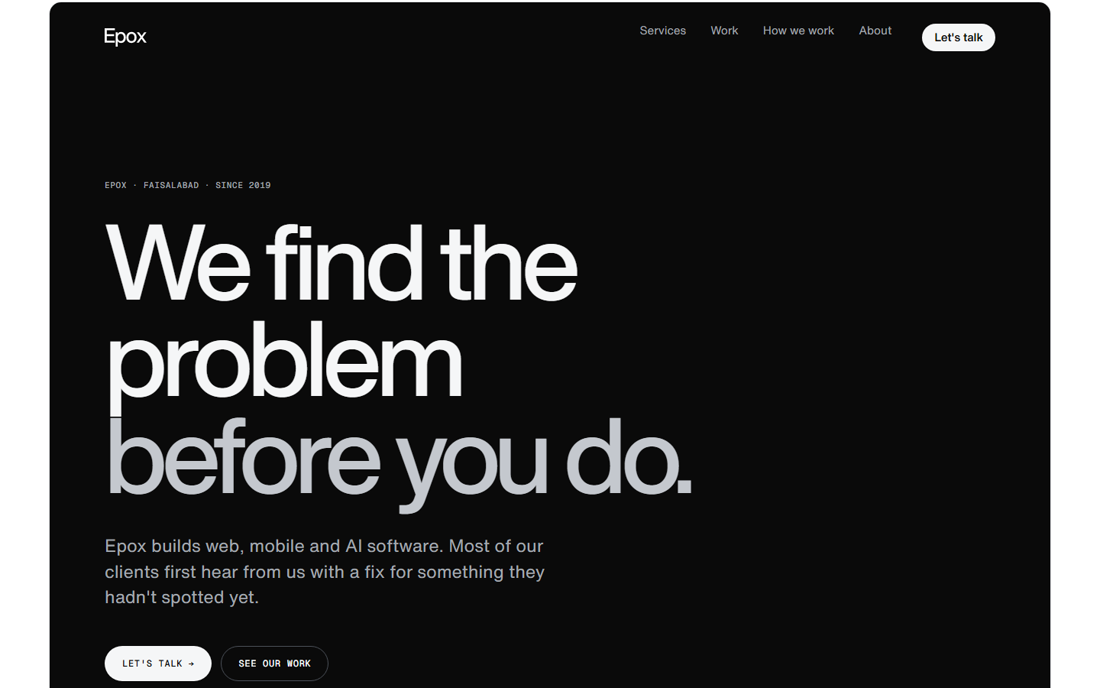 Epox
Services
Work
How we work
About
Let's talk
EPOX · FAISALABAD · SINCE 2019
We find the
problem
before you do.
Epox builds web, mobile and AI software. Most of our
clients first hear from us with a fix for something they
hadn't spotted yet.
LET'S TALK →
SEE OUR WORK